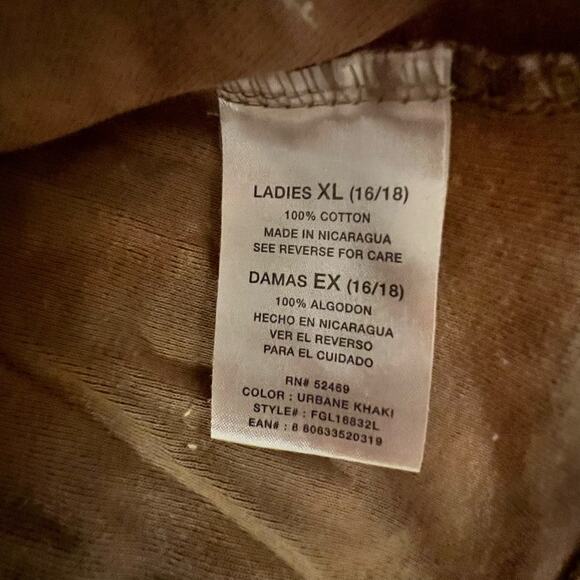 LADIES XL (16/18)
100% COTTON
MADE IN NICARAGUA
SEE REVERSE FOR CARE
DAMAS EX (16/18)
100% ALGODON
HECHO EN NICARAGUA
VER EL REVERSO
PARA EL CUIDADO
RN# 52469
COLOR : URBANE KHAKI
STYLE# : FGL16832L
EAN# : 8 80633520319